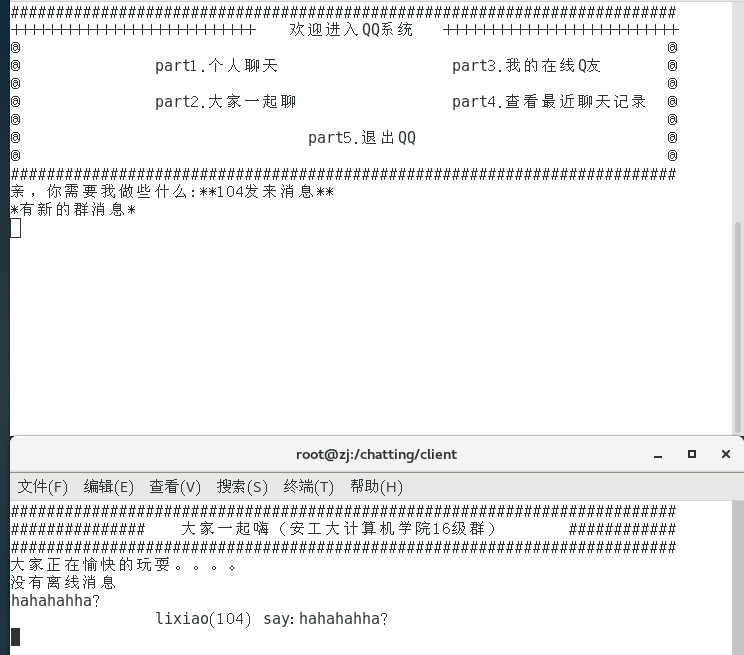 ##########################################################################
++++++++++++++++++++++++++ 欢迎进入QQ系统 ++++++++++++++++++++++++++
@ @
@ part1.个人聊天 part3.我的在线Q友 @
@ @
@ part2.大家一起聊 part4.查看最近聊天记录 @
@ @
@ part5.退出QQ @
@ @
##########################################################################
亲，你需要我做些什么:**104发来消息**
*有新的群消息*
root@zj:/chatting/client
文件(F) 编辑(E) 查看(V) 搜索(S) 终端(T) 帮助(H)
##########################################################################
############### 大家一起嗨（安工大计算机学院16级群） ############
##########################################################################
大家正在愉快的玩耍。。。。
没有离线消息
hahahahha?
lixiao(104) say:hahahahha?